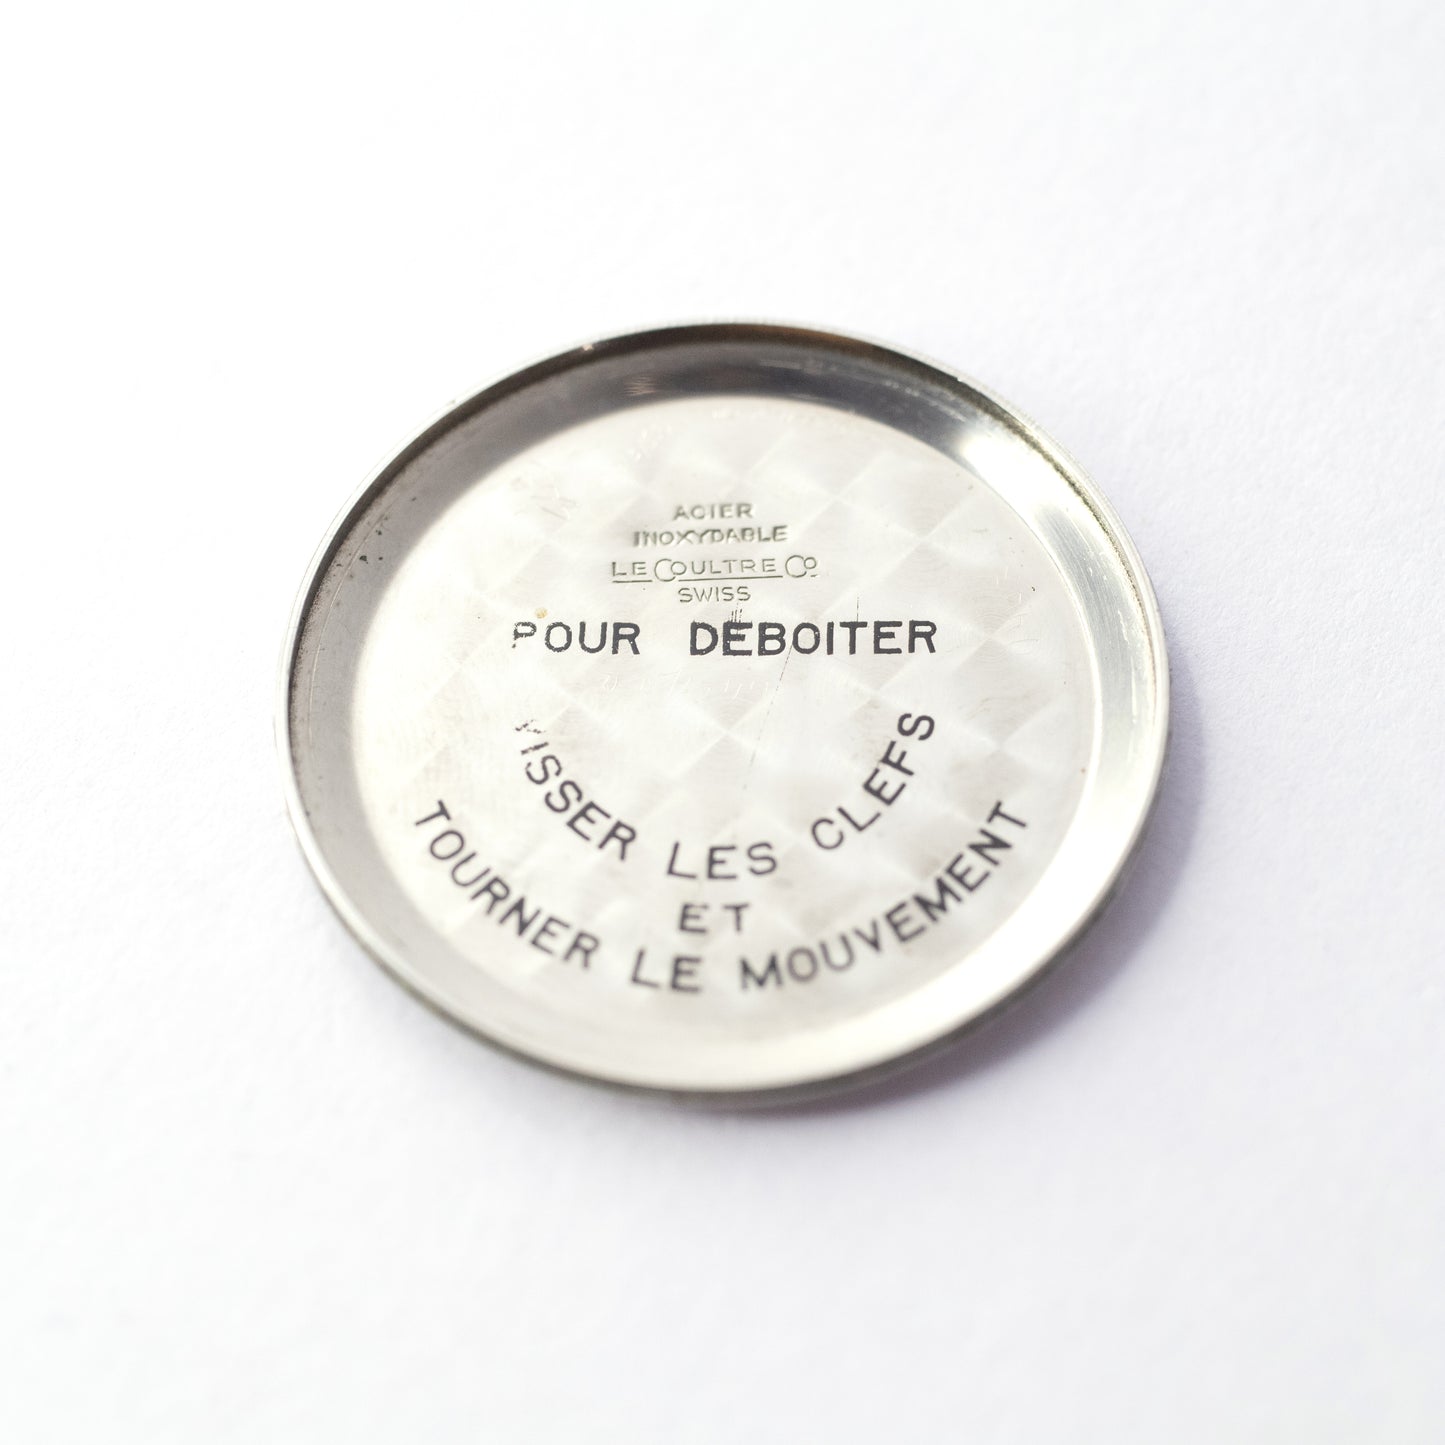 ACIER
INOXYDABLE
LECOULTRE CO
SWISS
POUR DEBOITER
VISSER LES CLEFS
ET
TOURNER LE MOUVEMENT